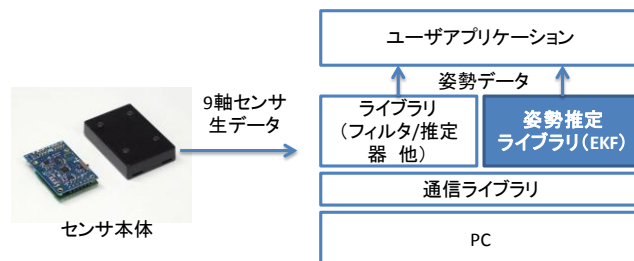 ユーザアプリケーション
姿勢データ
9軸センサ
生データ
ライブラリ
(フィルタ/推定
器 他)
姿勢推定
ライブラリ(EKF)
通信ライブラリ
センサ本体
PC